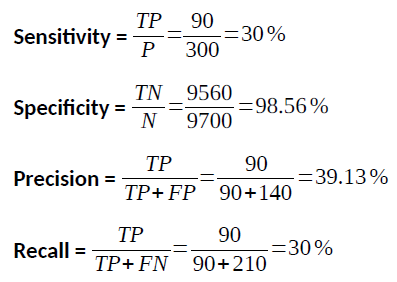 Sensitivity = TP/P = 90/300 = 30 %
Specificity = TN/N = 9560/9700 = 98.56 %
Precision = TP/(TP + FP) = 90/(90+140) = 39.13 %
Recall = TP/(TP + FN) = 90/(90+210) = 30 %